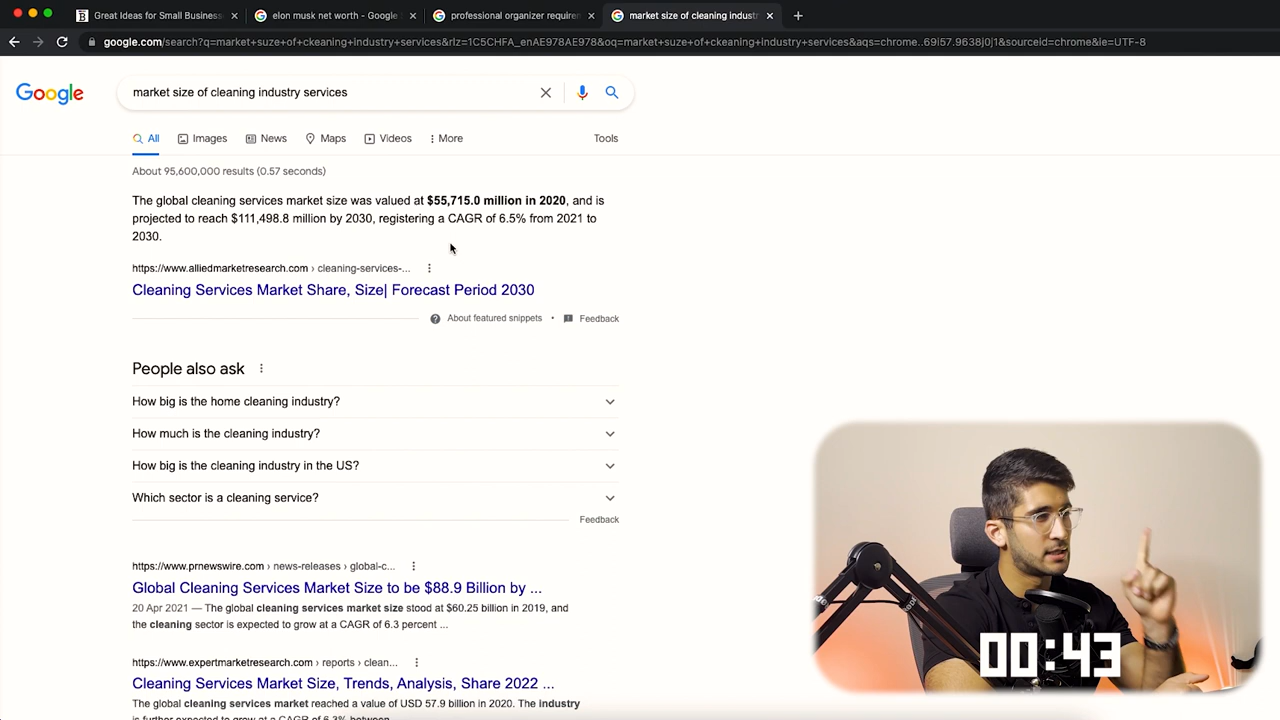 Great Ideas for Small Business
elon musk net worth - Google
professional organizer requirem
market size of cleaning indust
google.com/search?q=market+suze+of+ckeaning+industry+services&rlz=1C5CHFA_enAE978AE978&oq=market+suze+of+ckeaning+industry+services&aqs=chrome..69i57.9638j0j1&sourceid=chrome&ie=UTF-8
Google
market size of cleaning industry services
All
Images
News
Maps
Videos
More
Tools
About 95,600,000 results (0.57 seconds)
The global cleaning services market size was valued at $55,715.0 million in 2020, and is
projected to reach $111,498.8 million by 2030, registering a CAGR of 6.5% from 2021 to
2030.
https://www.alliedmarketresearch.com › cleaning-services-...
Cleaning Services Market Share, Size| Forecast Period 2030
About featured snippets • Feedback
People also ask
How big is the home cleaning industry?
How much is the cleaning industry?
How big is the cleaning industry in the US?
Which sector is a cleaning service?
Feedback
https://www.prnewswire.com › news-releases › global-c...
Global Cleaning Services Market Size to be $88.9 Billion by ...
20 Apr 2021 — The global cleaning services market size stood at $60.25 billion in 2019, and
the cleaning sector is expected to grow at a CAGR of 6.3 percent ...
https://www.expertmarketresearch.com › reports › clean...
Cleaning Services Market Size, Trends, Analysis, Share 2022 ...
The global cleaning services market reached a value of USD 57.9 billion in 2020. The industry
is further expected to grow at a CAGR of 6.3% between
00:43